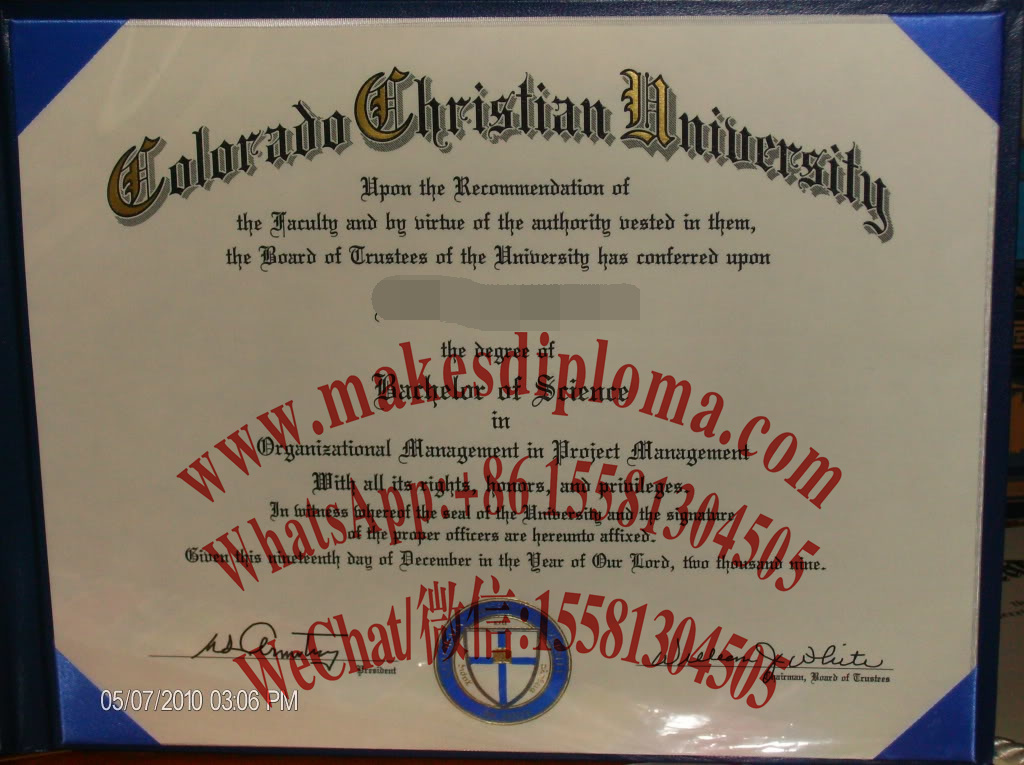 Colorado Christian University
Upon the Recommendation of
the Faculty and by virtue of the authority vested in them,
the Board of Trustees of the University has conferred upon
the degree of
www.makesdiploma.com
Bachelor of Science
in
Organizational Management in Project Management
With all its rights, honors, and privileges.
WhatsApp:+86 15581304505
In witness whereof the seal of the University and the signature
of the proper officers are hereunto affixed.
Given this nineteenth day of December in the Year of Our Lord, two thousand nine.
WeChat/微信:15581304505
President
Chairman, Board of Trustees
05/07/2010 03:06 PM